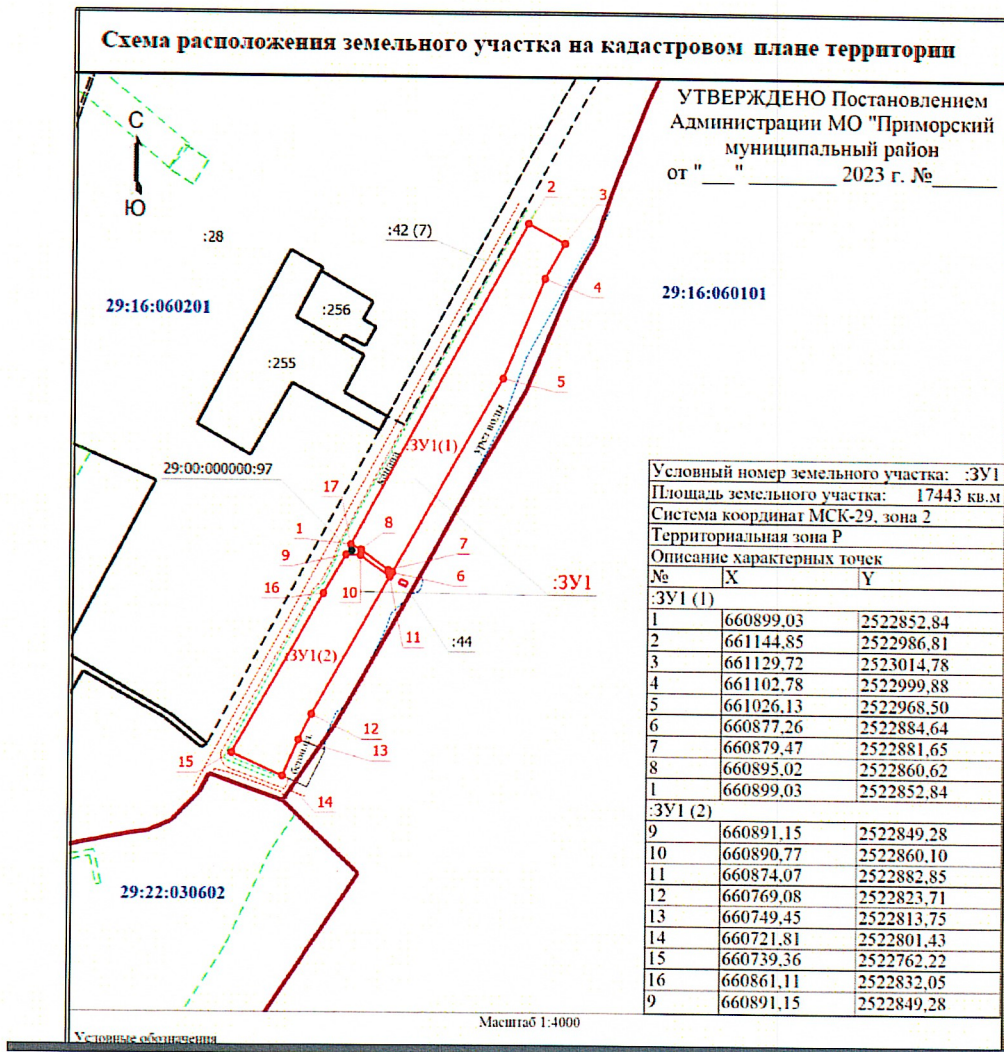 Схема расположения земельного участка на кадастровом плане территории
УТВЕРЖДЕНО Постановлением
Администрации МО "Приморский
муниципальный район
от "___" ________ 2023 г. №______
С
Ю
:28
:42 (7)
2
3
4
5
29:16:060201
29:16:060101
:256
:255
:ЗУ1(1)
Канава
Урез воды
29:00:000000:97
17
1
8
7
9
6
16
10
11
:ЗУ1
:44
:ЗУ1(2)
12
13
15
14
29:22:030602
Условный номер земельного участка: :ЗУ1
Площадь земельного участка: 17443 кв.м
Система координат МСК-29, зона 2
Территориальная зона Р
Описание характерных точек
№ X Y
:ЗУ1 (1)
1 660899,03 2522852,84
2 661144,85 2522986,81
3 661129,72 2523014,78
4 661102,78 2522999,88
5 661026,13 2522968,50
6 660877,26 2522884,64
7 660879,47 2522881,65
8 660895,02 2522860,62
1 660899,03 2522852,84
:ЗУ1 (2)
9 660891,15 2522849,28
10 660890,77 2522860,10
11 660874,07 2522882,85
12 660769,08 2522823,71
13 660749,45 2522813,75
14 660721,81 2522801,43
15 660739,36 2522762,22
16 660861,11 2522832,05
9 660891,15 2522849,28
Масштаб 1:4000
Условные обозначения